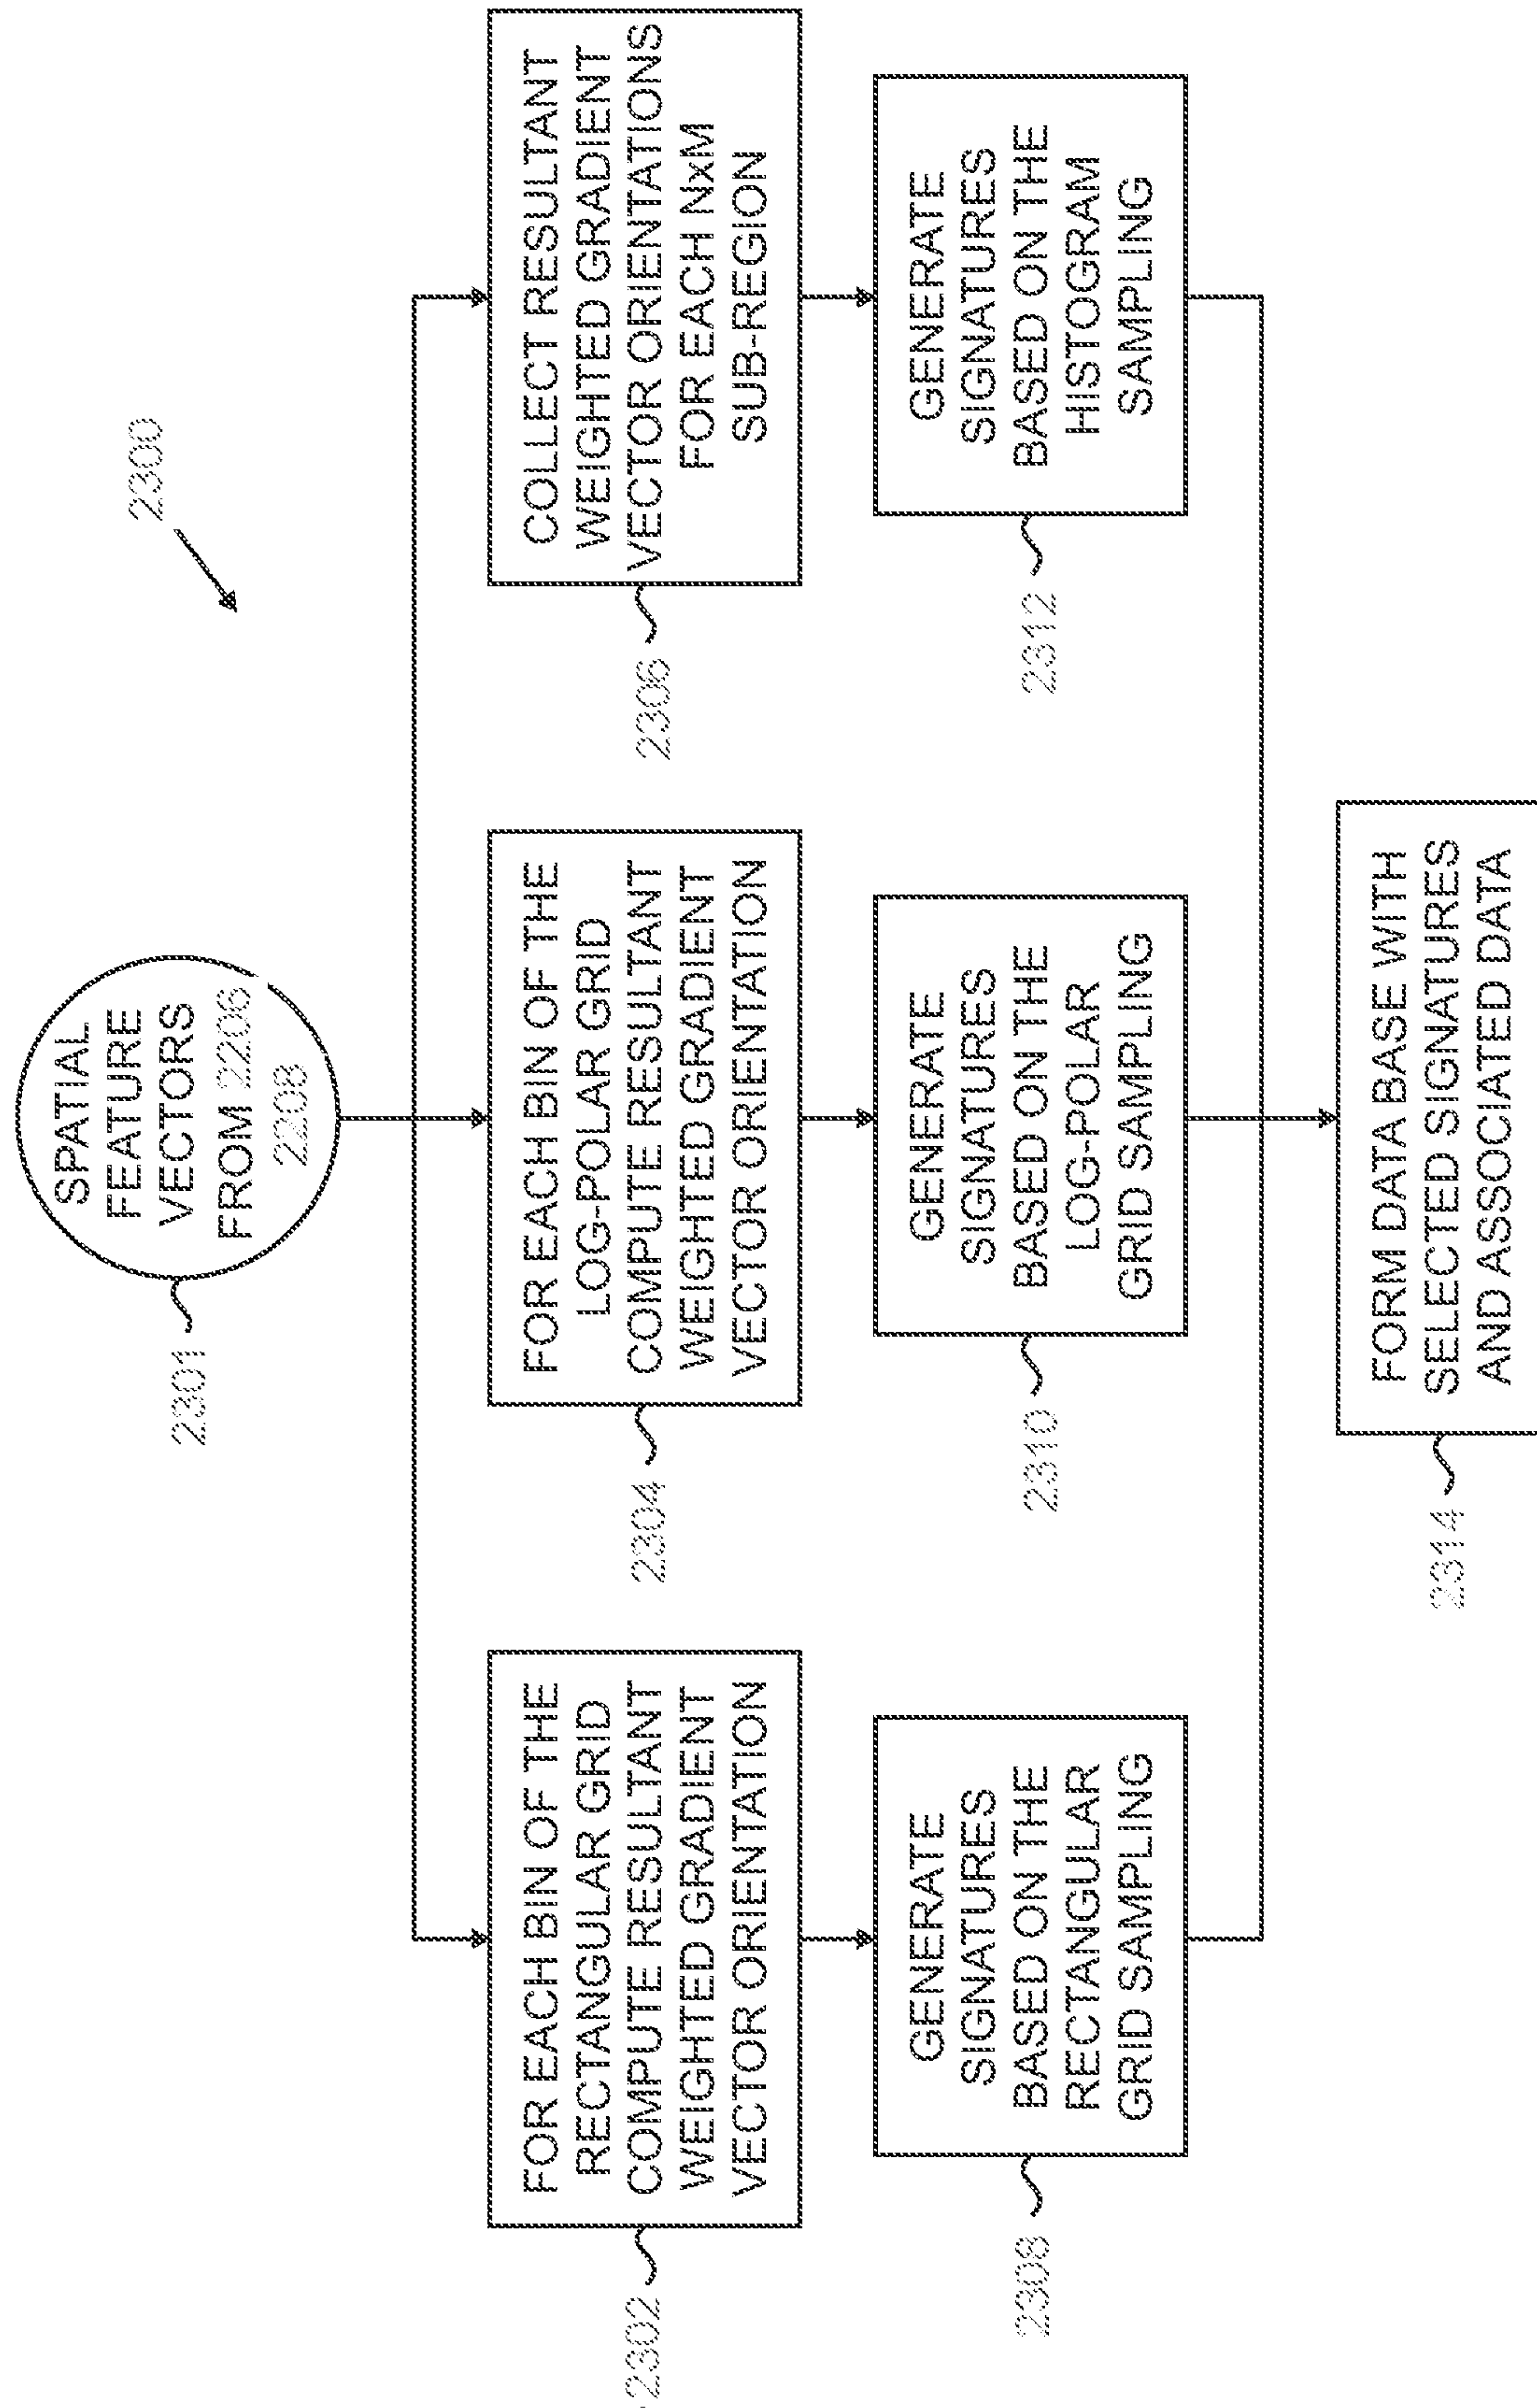 2300
2301
SPATIAL
FEATURE
VECTORS
FROM 2206
2208
2302
FOR EACH BIN OF THE
RECTANGULAR GRID
COMPUTE RESULTANT
WEIGHTED GRADIENT
VECTOR ORIENTATION
2304
FOR EACH BIN OF THE
LOG-POLAR GRID
COMPUTE RESULTANT
WEIGHTED GRADIENT
VECTOR ORIENTATION
2306
COLLECT RESULTANT
WEIGHTED GRADIENT
VECTOR ORIENTATIONS
FOR EACH NxM
SUB-REGION
2308
GENERATE
SIGNATURES
BASED ON THE
RECTANGULAR
GRID SAMPLING
2310
GENERATE
SIGNATURES
BASED ON THE
LOG-POLAR
GRID SAMPLING
2312
GENERATE
SIGNATURES
BASED ON THE
HISTOGRAM
SAMPLING
2314
FORM DATA BASE WITH
SELECTED SIGNATURES
AND ASSOCIATED DATA